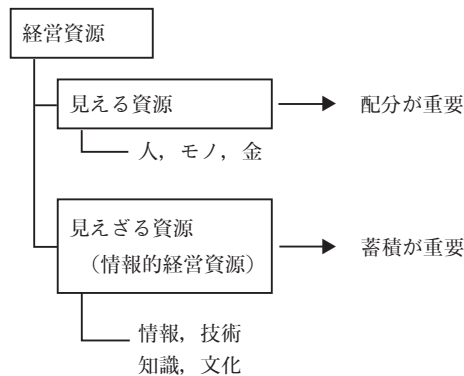 経営資源
見える資源
配分が重要
人，モノ，金
見えざる資源
（情報的経営資源）
蓄積が重要
情報，技術
知識，文化